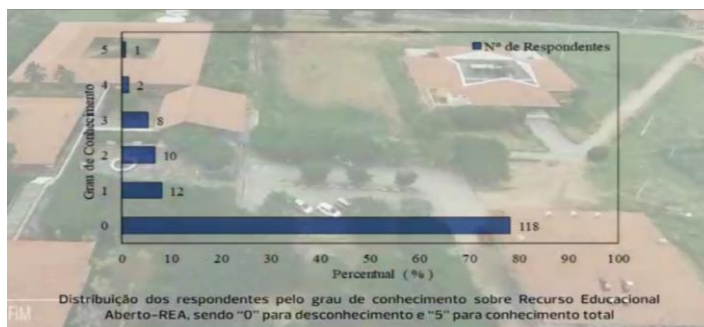 Nº de Respondentes
Grau de Conhecimento
5 1
4 2
3 8
2 10
1 12
0 118
0 10 20 30 40 50 60 70 80 90 100
Percentual (%)
Distribuição dos respondentes pelo grau de conhecimento sobre Recurso Educacional
Aberto-REA, sendo "0" para desconhecimento e "5" para conhecimento total
FIM